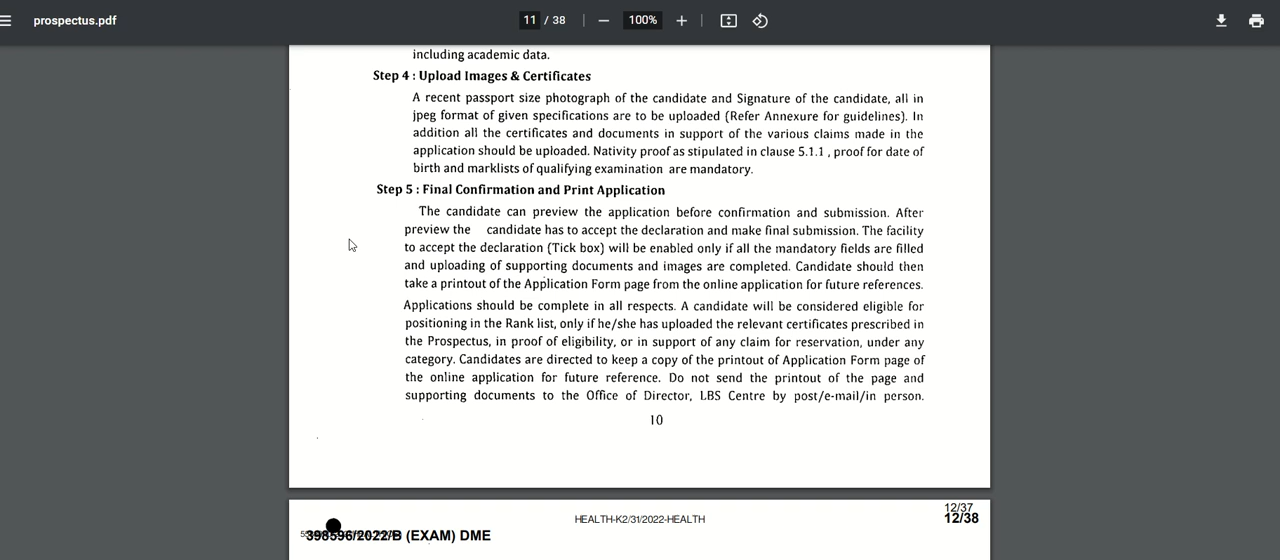 prospectus.pdf
11 / 38
100%
including academic data.
Step 4 : Upload Images & Certificates
A recent passport size photograph of the candidate and Signature of the candidate, all in
jpeg format of given specifications are to be uploaded (Refer Annexure for guidelines). In
addition all the certificates and documents in support of the various claims made in the
application should be uploaded. Nativity proof as stipulated in clause 5.1.1 , proof for date of
birth and marklists of qualifying examination are mandatory.
Step 5 : Final Confirmation and Print Application
The candidate can preview the application before confirmation and submission. After
preview the candidate has to accept the declaration and make final submission. The facility
to accept the declaration (Tick box) will be enabled only if all the mandatory fields are filled
and uploading of supporting documents and images are completed. Candidate should then
take a printout of the Application Form page from the online application for future references.
Applications should be complete in all respects. A candidate will be considered eligible for
positioning in the Rank list, only if he/she has uploaded the relevant certificates prescribed in
the Prospectus, in proof of eligibility, or in support of any claim for reservation, under any
category. Candidates are directed to keep a copy of the printout of Application Form page of
the online application for future reference. Do not send the printout of the page and
supporting documents to the Office of Director, LBS Centre by post/e-mail/in person.
10
12/37
HEALTH-K2/31/2022-HEALTH
12/38
398596/2022/B (EXAM) DME